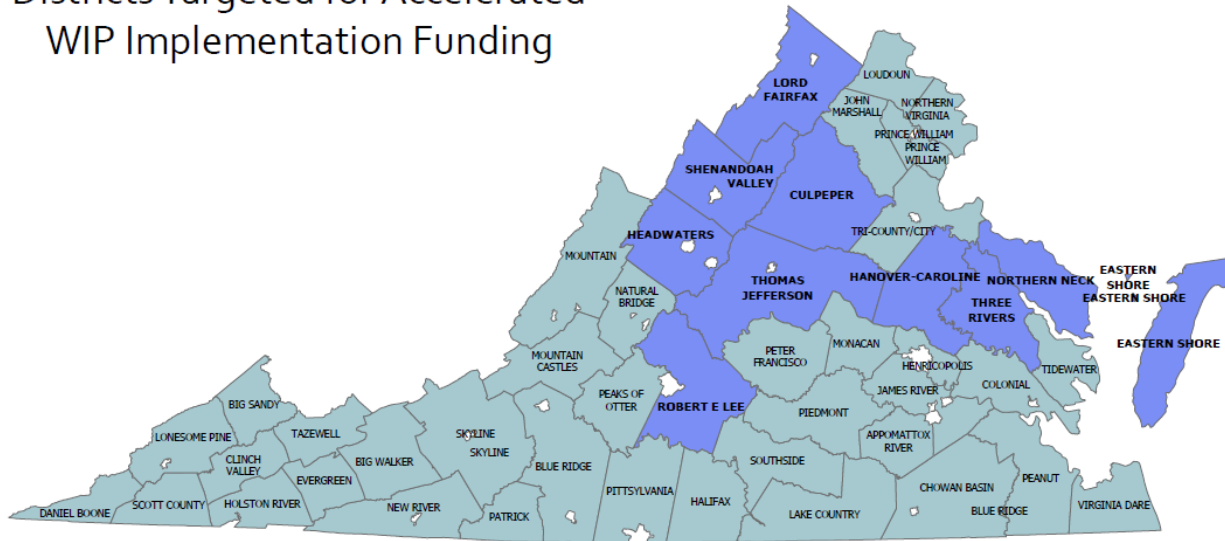 Districts Targeted for Accelerated
WIP Implementation Funding
LORD
FAIRFAX
LOUDOUN
JOHN
MARSHALL
NORTHERN
VIRGINIA
PRINCE WILLIAM
PRINCE
WILLIAM
SHENANDOAH
VALLEY
CULPEPER
HEADWATERS
TRI-COUNTY/CITY
MOUNTAIN
NATURAL
BRIDGE
THOMAS
JEFFERSON
HANOVER-CAROLINE
NORTHERN NECK
THREE
RIVERS
EASTERN
SHORE
EASTERN SHORE
EASTERN SHORE
MOUNTAIN
CASTLES
PETER
FRANCISCO
MONACAN
HENRICOPOLIS
JAMES RIVER
COLONIAL
TIDEWATER
PEAKS OF
OTTER
ROBERT E LEE
PIEDMONT
APPOMATTOX
RIVER
BIG SANDY
LONESOME PINE
TAZEWELL
CLINCH
VALLEY
BIG WALKER
SKYLINE
SKYLINE
BLUE RIDGE
SOUTHSIDE
EVERGREEN
PITTSYLVANIA
HALIFAX
CHOWAN BASIN
PEANUT
DANIEL BOONE
SCOTT COUNTY
HOLSTON RIVER
NEW RIVER
PATRICK
LAKE COUNTRY
BLUE RIDGE
VIRGINIA DARE